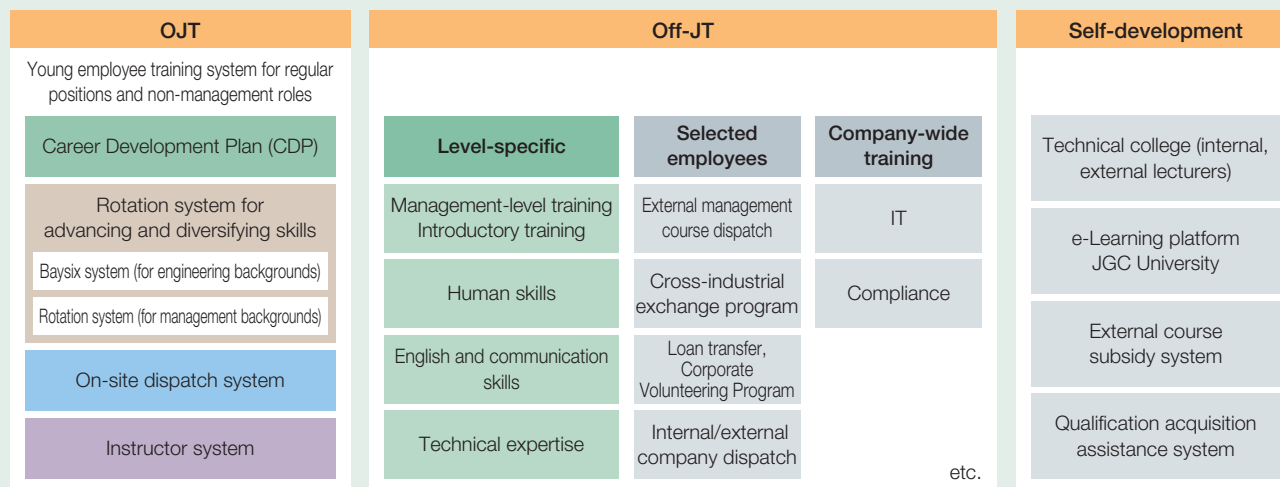 OJT
Young employee training system for regular
positions and non-management roles
Career Development Plan (CDP)
Rotation system for
advancing and diversifying skills
Baysix system (for engineering backgrounds)
Rotation system (for management backgrounds)
On-site dispatch system
Instructor system
Off-JT
Level-specific
Management-level training
Introductory training
Human skills
English and communication
skills
Technical expertise
Selected
employees
External management
course dispatch
Cross-industrial
exchange program
Loan transfer,
Corporate
Volunteering Program
Internal/external
company dispatch
Company-wide
training
IT
Compliance
etc.
Self-development
Technical college (internal,
external lecturers)
e-Learning platform
JGC University
External course
subsidy system
Qualification acquisition
assistance system